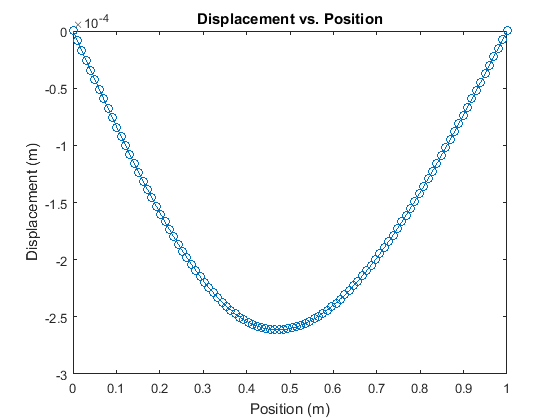 Displacement vs. Position
×10⁻⁴
0
-0.5
-1
-1.5
-2
-2.5
-3
Displacement (m)
0 0.1 0.2 0.3 0.4 0.5 0.6 0.7 0.8 0.9 1
Position (m)